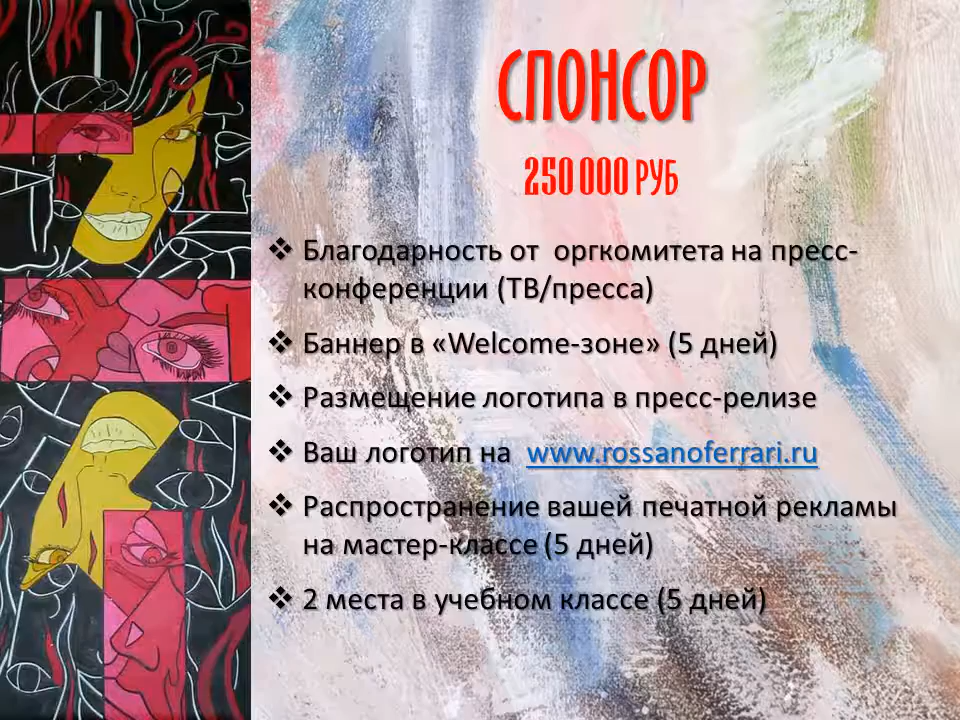 СПОНСОР
250 000 РУБ
❖ Благодарность от оргкомитета на пресс-
конференции (ТВ/пресса)
❖ Баннер в «Welcome-зоне» (5 дней)
❖ Размещение логотипа в пресс-релизе
❖ Ваш логотип на www.rossanoferrari.ru
❖ Распространение вашей печатной рекламы
на мастер-классе (5 дней)
❖ 2 места в учебном классе (5 дней)